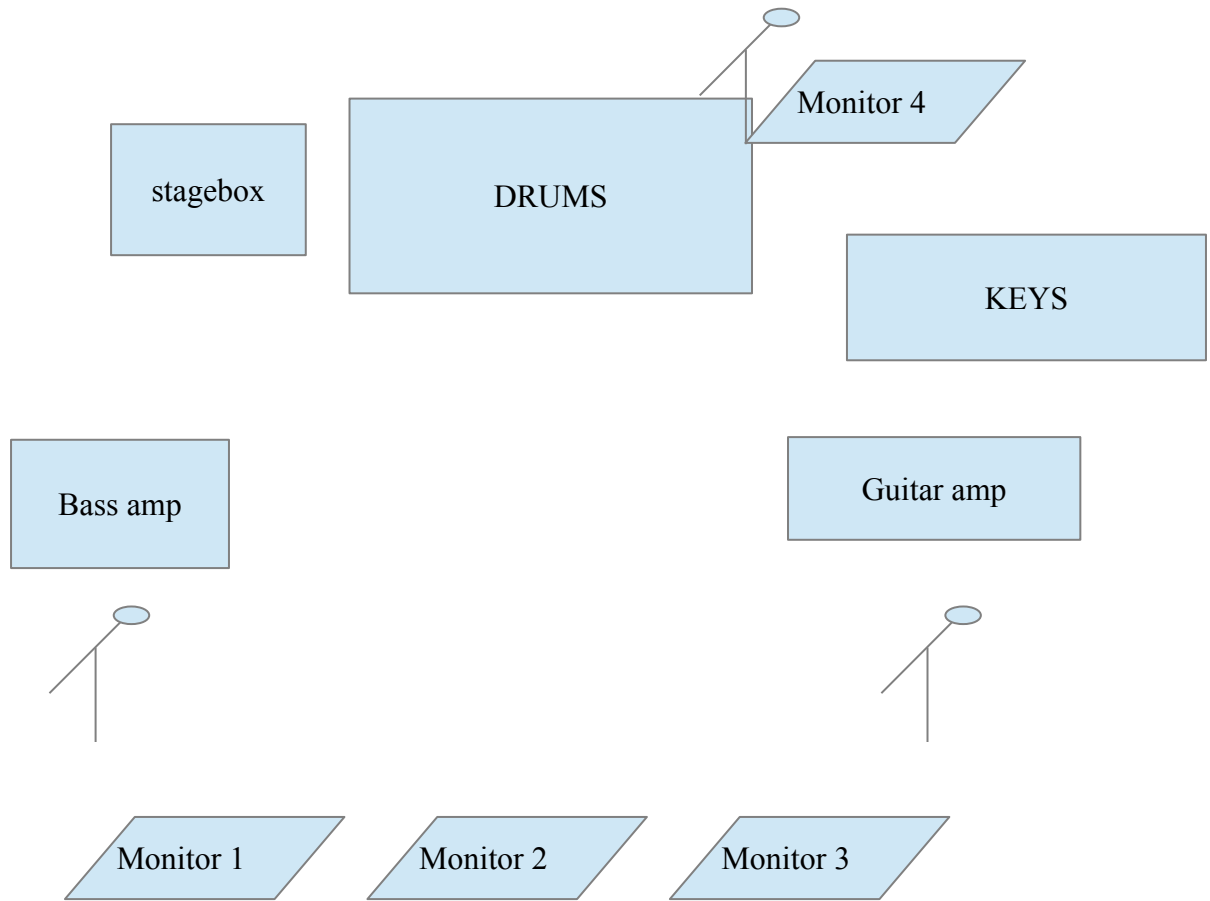 Monitor 4
stagebox
DRUMS
KEYS
Bass amp
Guitar amp
Monitor 1
Monitor 2
Monitor 3